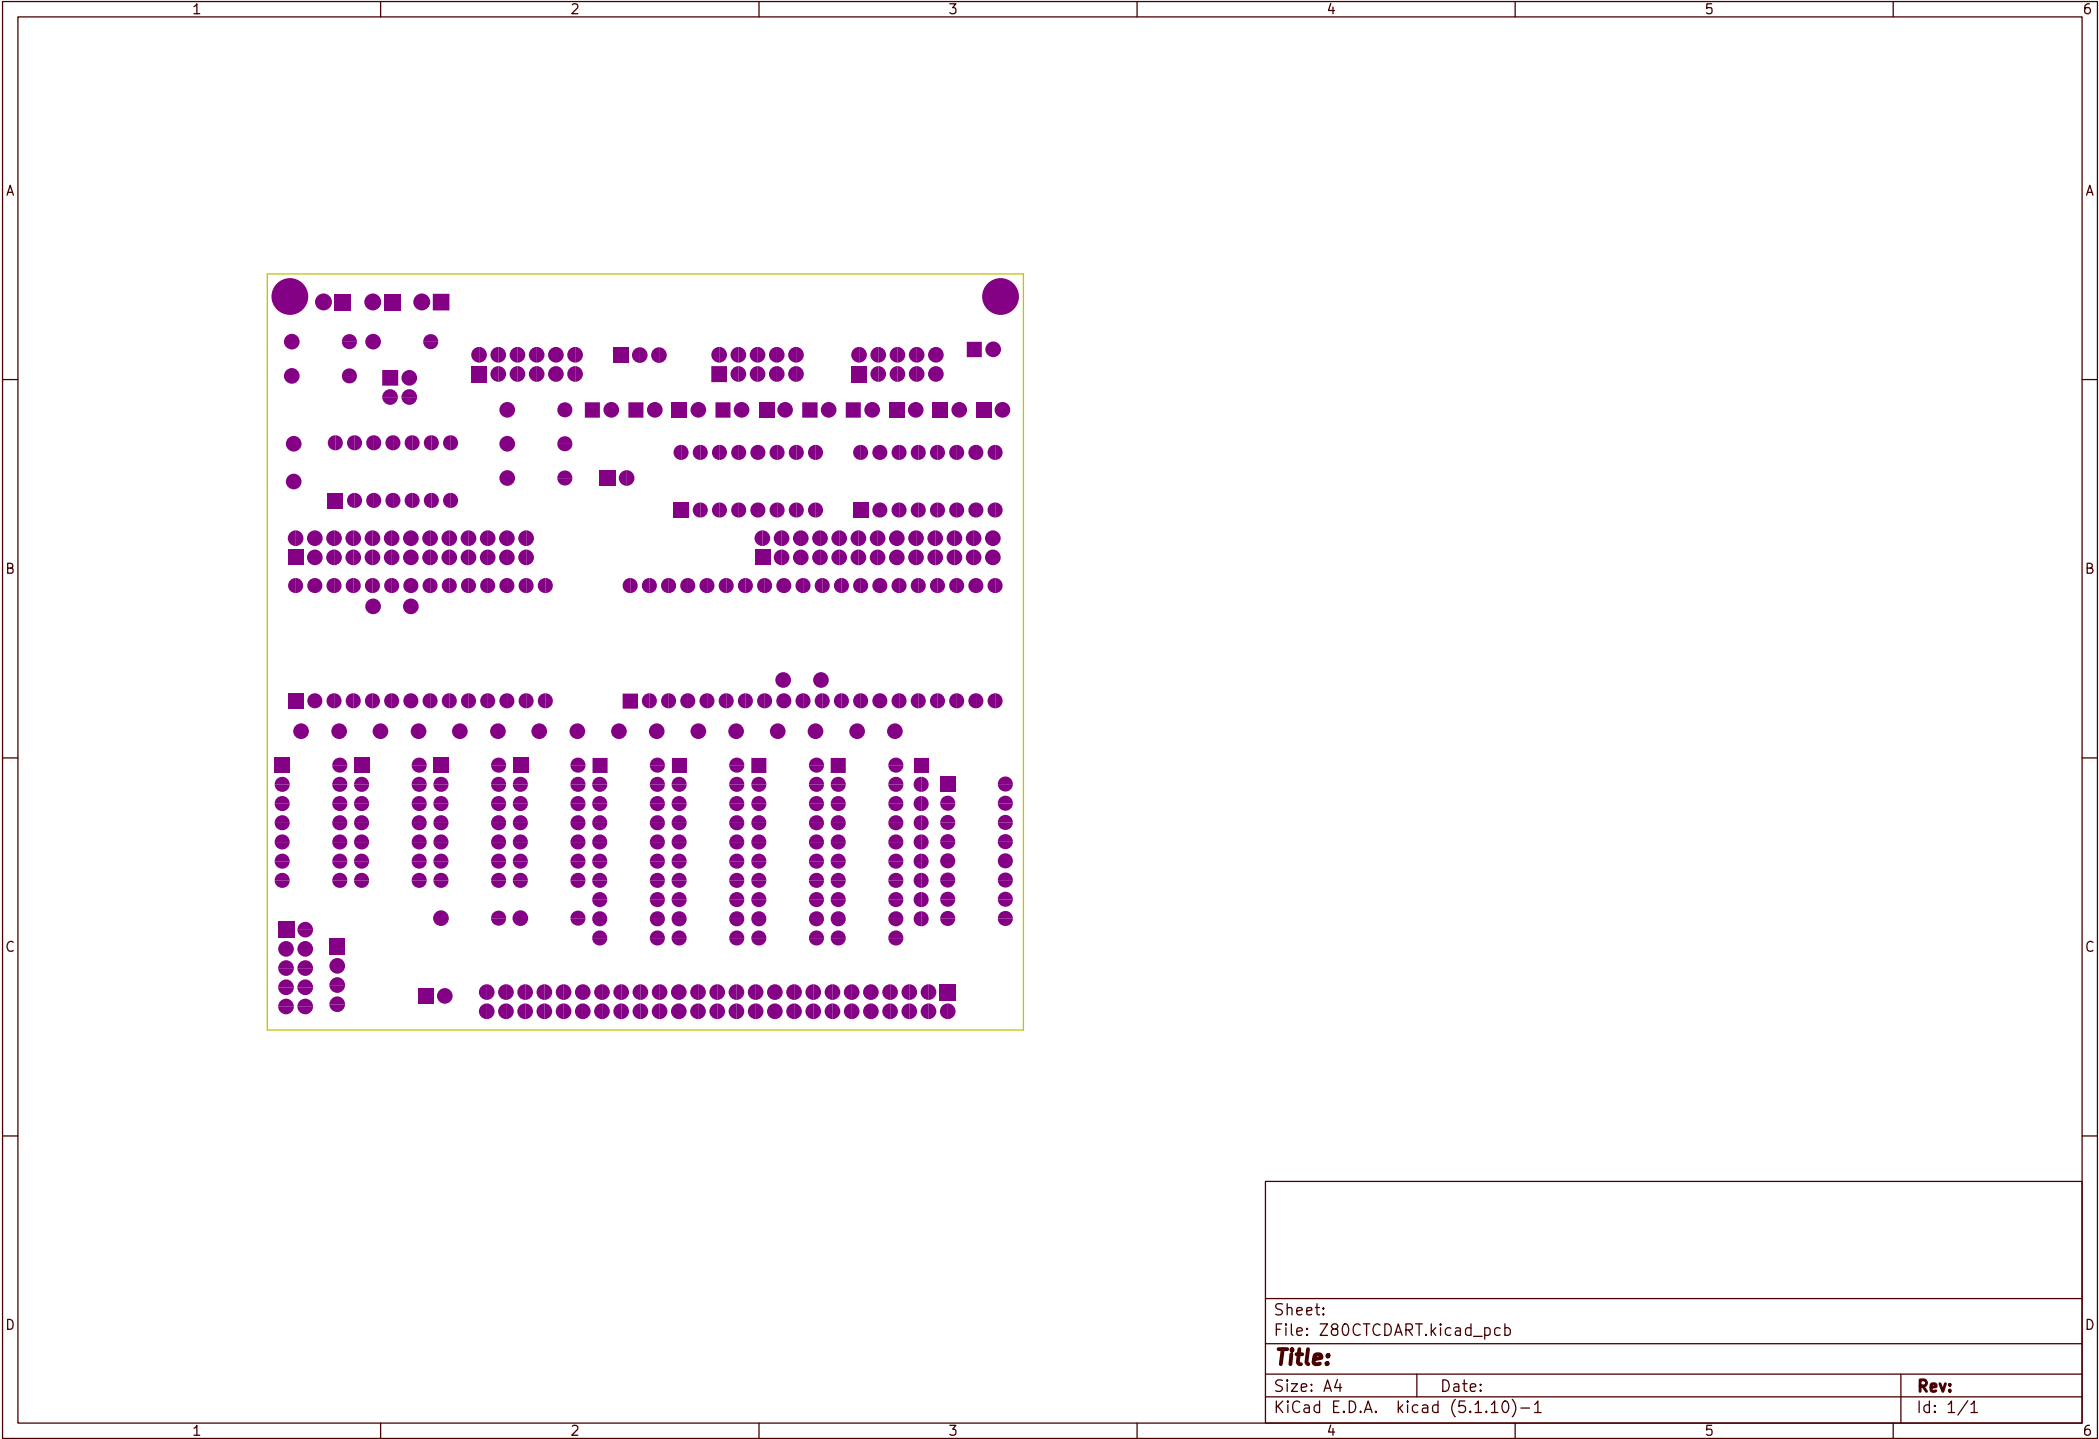 1 2 3 4 5 6
A A
B B
C C
D D
Sheet:
File: Z80CTCDART.kicad_pcb
Title:
Size: A4 Date: Rev:
KiCad E.D.A. kicad (5.1.10)-1 Id: 1/1
1 2 3 4 5 6